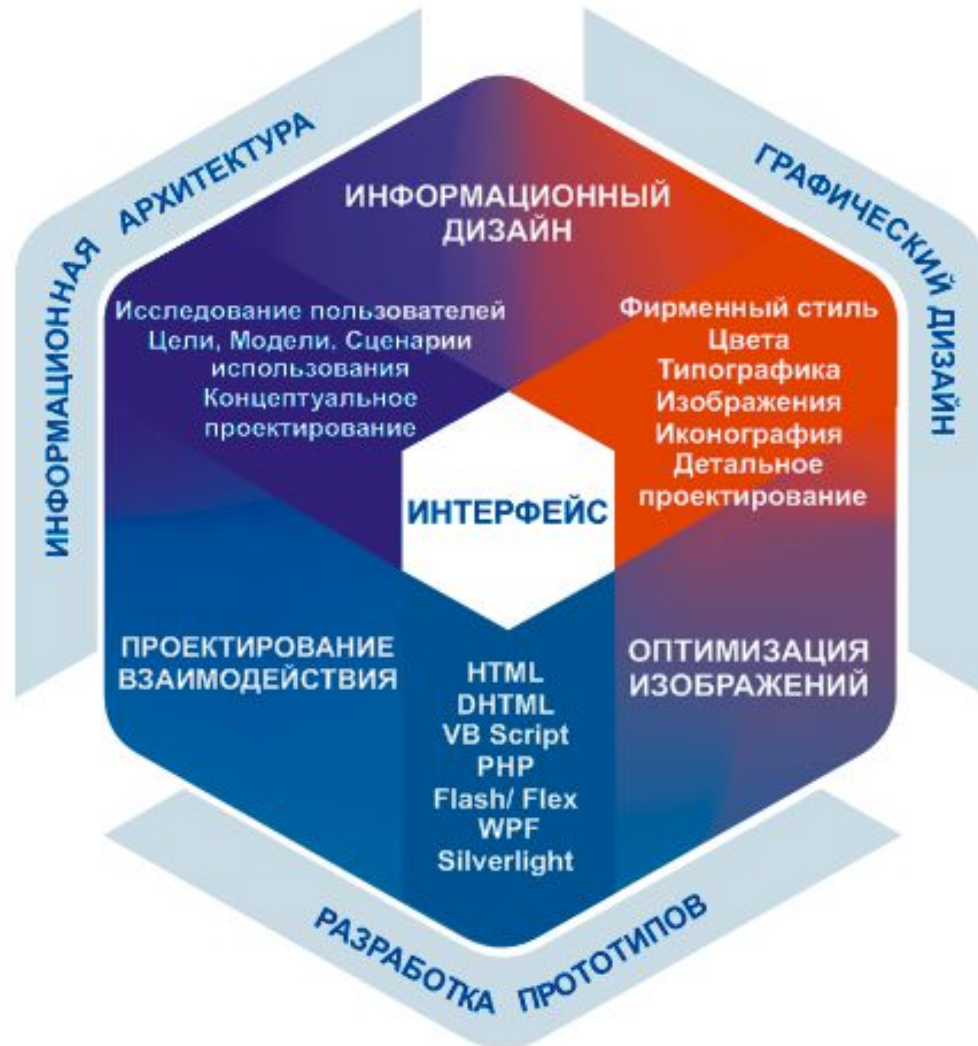 ИНФОРМАЦИОННАЯ АРХИТЕКТУРА
ГРАФИЧЕСКИЙ ДИЗАЙН
ИНФОРМАЦИОННЫЙ
ДИЗАЙН
Исследование пользователей
Цели, Модели. Сценарии
использования
Концептуальное
проектирование
Фирменный стиль
Цвета
Типографика
Изображения
Иконография
Детальное
проектирование
ИНТЕРФЕЙС
ПРОЕКТИРОВАНИЕ
ВЗАИМОДЕЙСТВИЯ
HTML
DHTML
VB Script
PHP
Flash/ Flex
WPF
Silverlight
ОПТИМИЗАЦИЯ
ИЗОБРАЖЕНИЙ
РАЗРАБОТКА ПРОТОТИПОВ